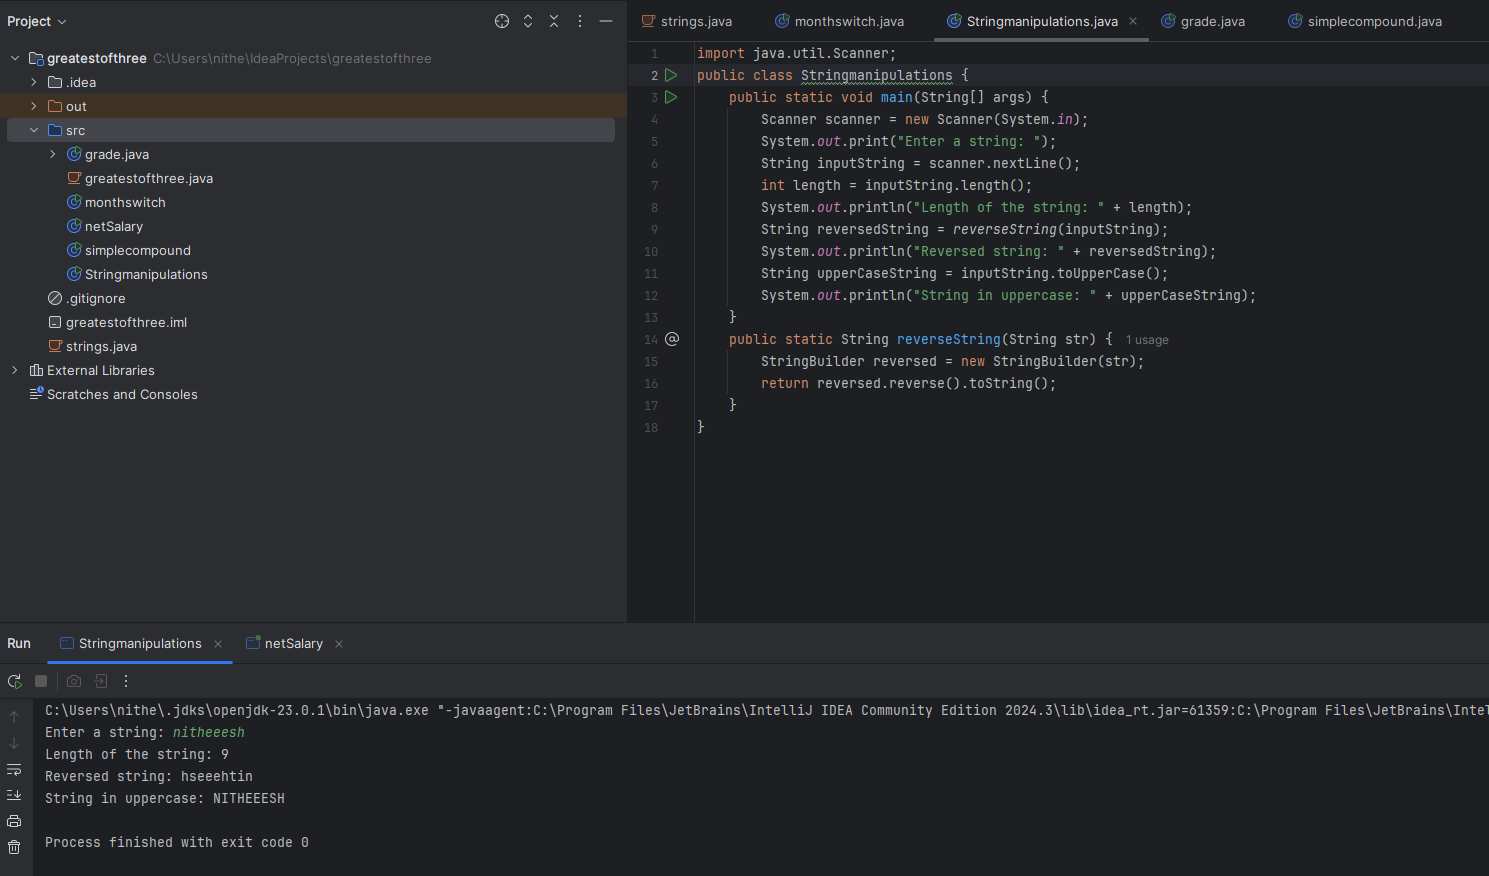 Project
greatestofthree C:\Users\nithe\IdeaProjects\greatestofthree
.idea
out
src
grade.java
greatestofthree.java
monthswitch
netSalary
simplecompound
Stringmanipulations
.gitignore
greatestofthree.iml
strings.java
External Libraries
Scratches and Consoles
strings.java monthswitch.java Stringmanipulations.java grade.java simplecompound.java
1 import java.util.Scanner;
2 public class Stringmanipulations {
3 public static void main(String[] args) {
4 Scanner scanner = new Scanner(System.in);
5 System.out.print("Enter a string: ");
6 String inputString = scanner.nextLine();
7 int length = inputString.length();
8 System.out.println("Length of the string: " + length);
9 String reversedString = reverseString(inputString);
10 System.out.println("Reversed string: " + reversedString);
11 String upperCaseString = inputString.toUpperCase();
12 System.out.println("String in uppercase: " + upperCaseString);
13 }
14 public static String reverseString(String str) { 1 usage
15 StringBuilder reversed = new StringBuilder(str);
16 return reversed.reverse().toString();
17 }
18 }
Run Stringmanipulations netSalary
C:\Users\nithe\.jdks\openjdk-23.0.1\bin\java.exe "-javaagent:C:\Program Files\JetBrains\IntelliJ IDEA Community Edition 2024.3\lib\idea_rt.jar=61359:C:\Program Files\JetBrains\Intel
Enter a string: nitheeesh
Length of the string: 9
Reversed string: hseeehtin
String in uppercase: NITHEEESH
Process finished with exit code 0